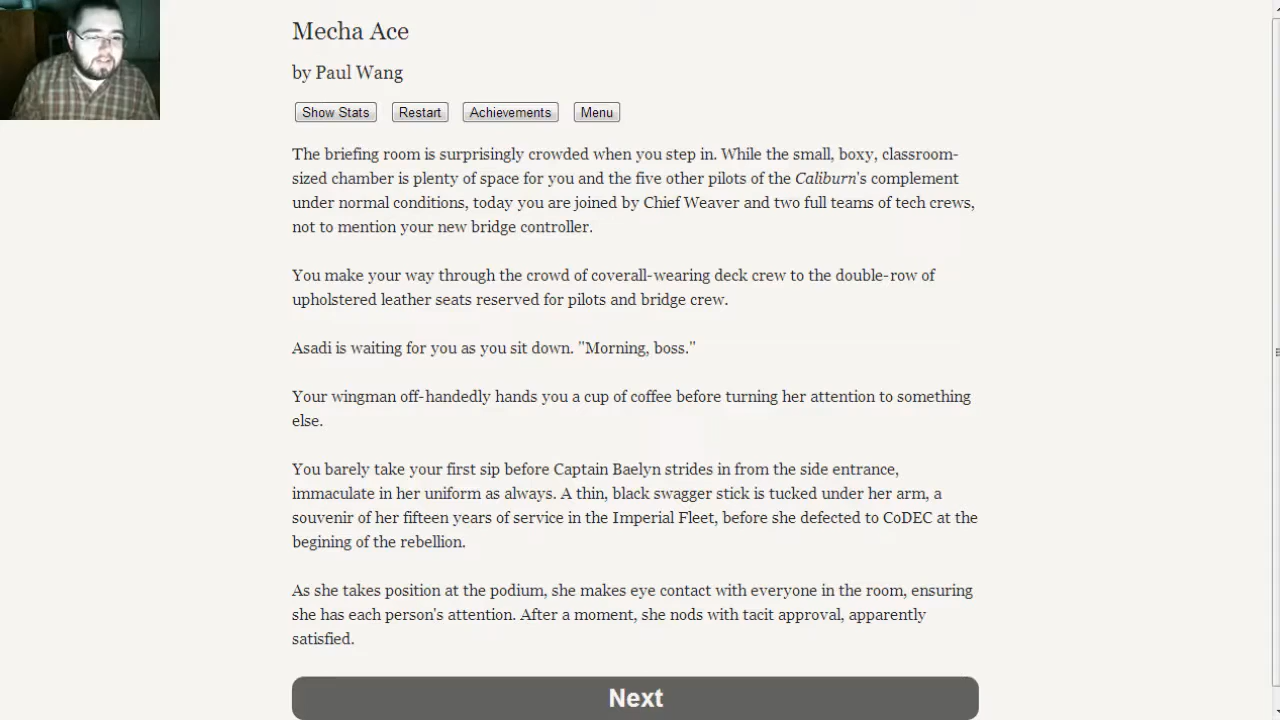 Mecha Ace
by Paul Wang
Show Stats Restart Achievements Menu
The briefing room is surprisingly crowded when you step in. While the small, boxy, classroom-
sized chamber is plenty of space for you and the five other pilots of the Caliburn's complement
under normal conditions, today you are joined by Chief Weaver and two full teams of tech crews,
not to mention your new bridge controller.
You make your way through the crowd of coverall-wearing deck crew to the double-row of
upholstered leather seats reserved for pilots and bridge crew.
Asadi is waiting for you as you sit down. "Morning, boss."
Your wingman off-handedly hands you a cup of coffee before turning her attention to something
else.
You barely take your first sip before Captain Baelyn strides in from the side entrance,
immaculate in her uniform as always. A thin, black swagger stick is tucked under her arm, a
souvenir of her fifteen years of service in the Imperial Fleet, before she defected to CoDEC at the
begining of the rebellion.
As she takes position at the podium, she makes eye contact with everyone in the room, ensuring
she has each person's attention. After a moment, she nods with tacit approval, apparently
satisfied.
Next